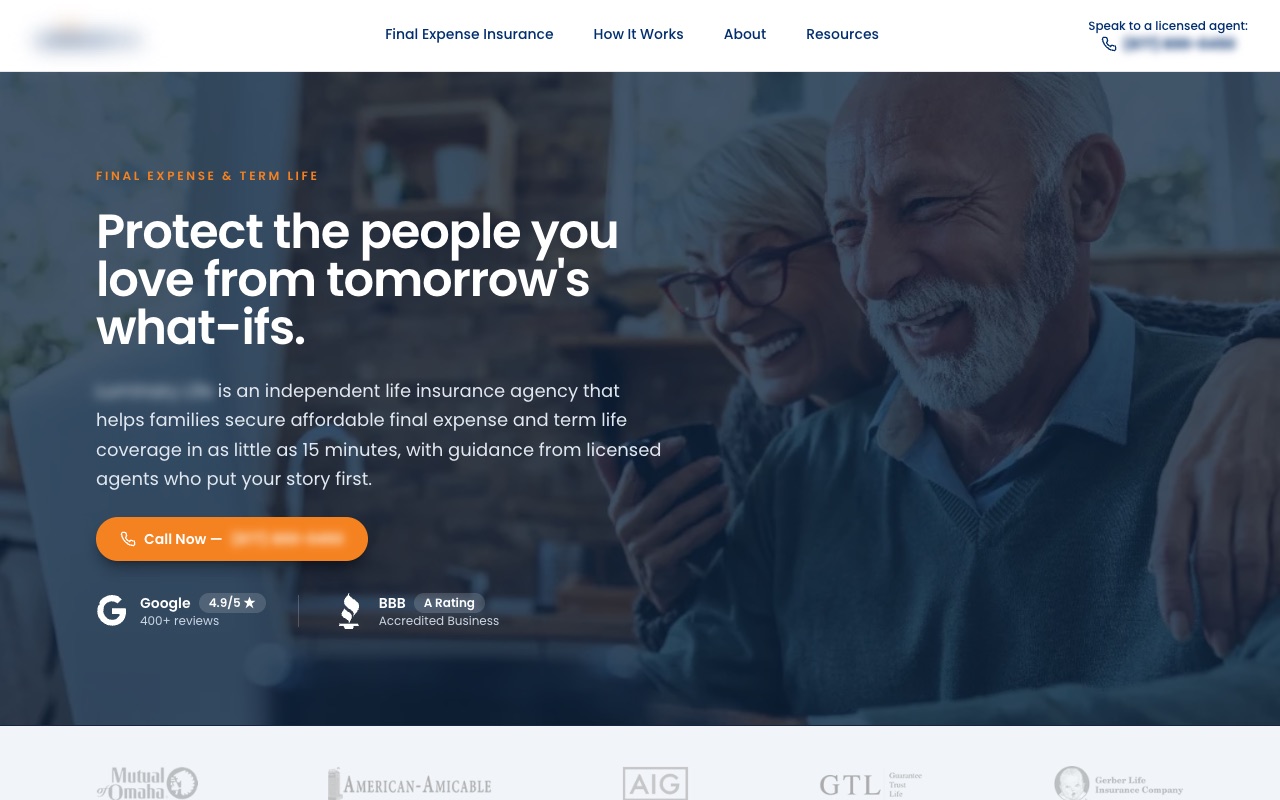 Final Expense Insurance
How It Works
About
Resources
Speak to a licensed agent:
FINAL EXPENSE & TERM LIFE
Protect the people you
love from tomorrow's
what-ifs.
is an independent life insurance agency that
helps families secure affordable final expense and term life
coverage in as little as 15 minutes, with guidance from licensed
agents who put your story first.
Call Now —
Google 4.9/5 ★
400+ reviews
BBB A Rating
Accredited Business
Mutual
of Omaha
AMERICAN-AMICABLE
AIG
GTL
Guarantee
Trust
Life
Gerber Life
Insurance Company